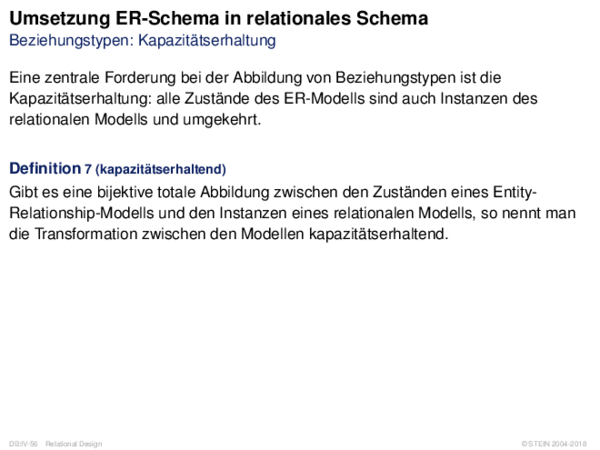 Umsetzung ER-Schema in relationales Schema
Beziehungstypen: Kapazitätserhaltung
Eine zentrale Forderung bei der Abbildung von Beziehungstypen ist die
Kapazitätserhaltung: alle Zustände des ER-Modells sind auch Instanzen des
relationalen Modells und umgekehrt.
Definition 7 (kapazitätserhaltend)
Gibt es eine bijektive totale Abbildung zwischen den Zuständen eines Entity-
Relationship-Modells und den Instanzen eines relationalen Modells, so nennt man
die Transformation zwischen den Modellen kapazitätserhaltend.
DB:IV-56 Relational Design © STEIN 2004-2018